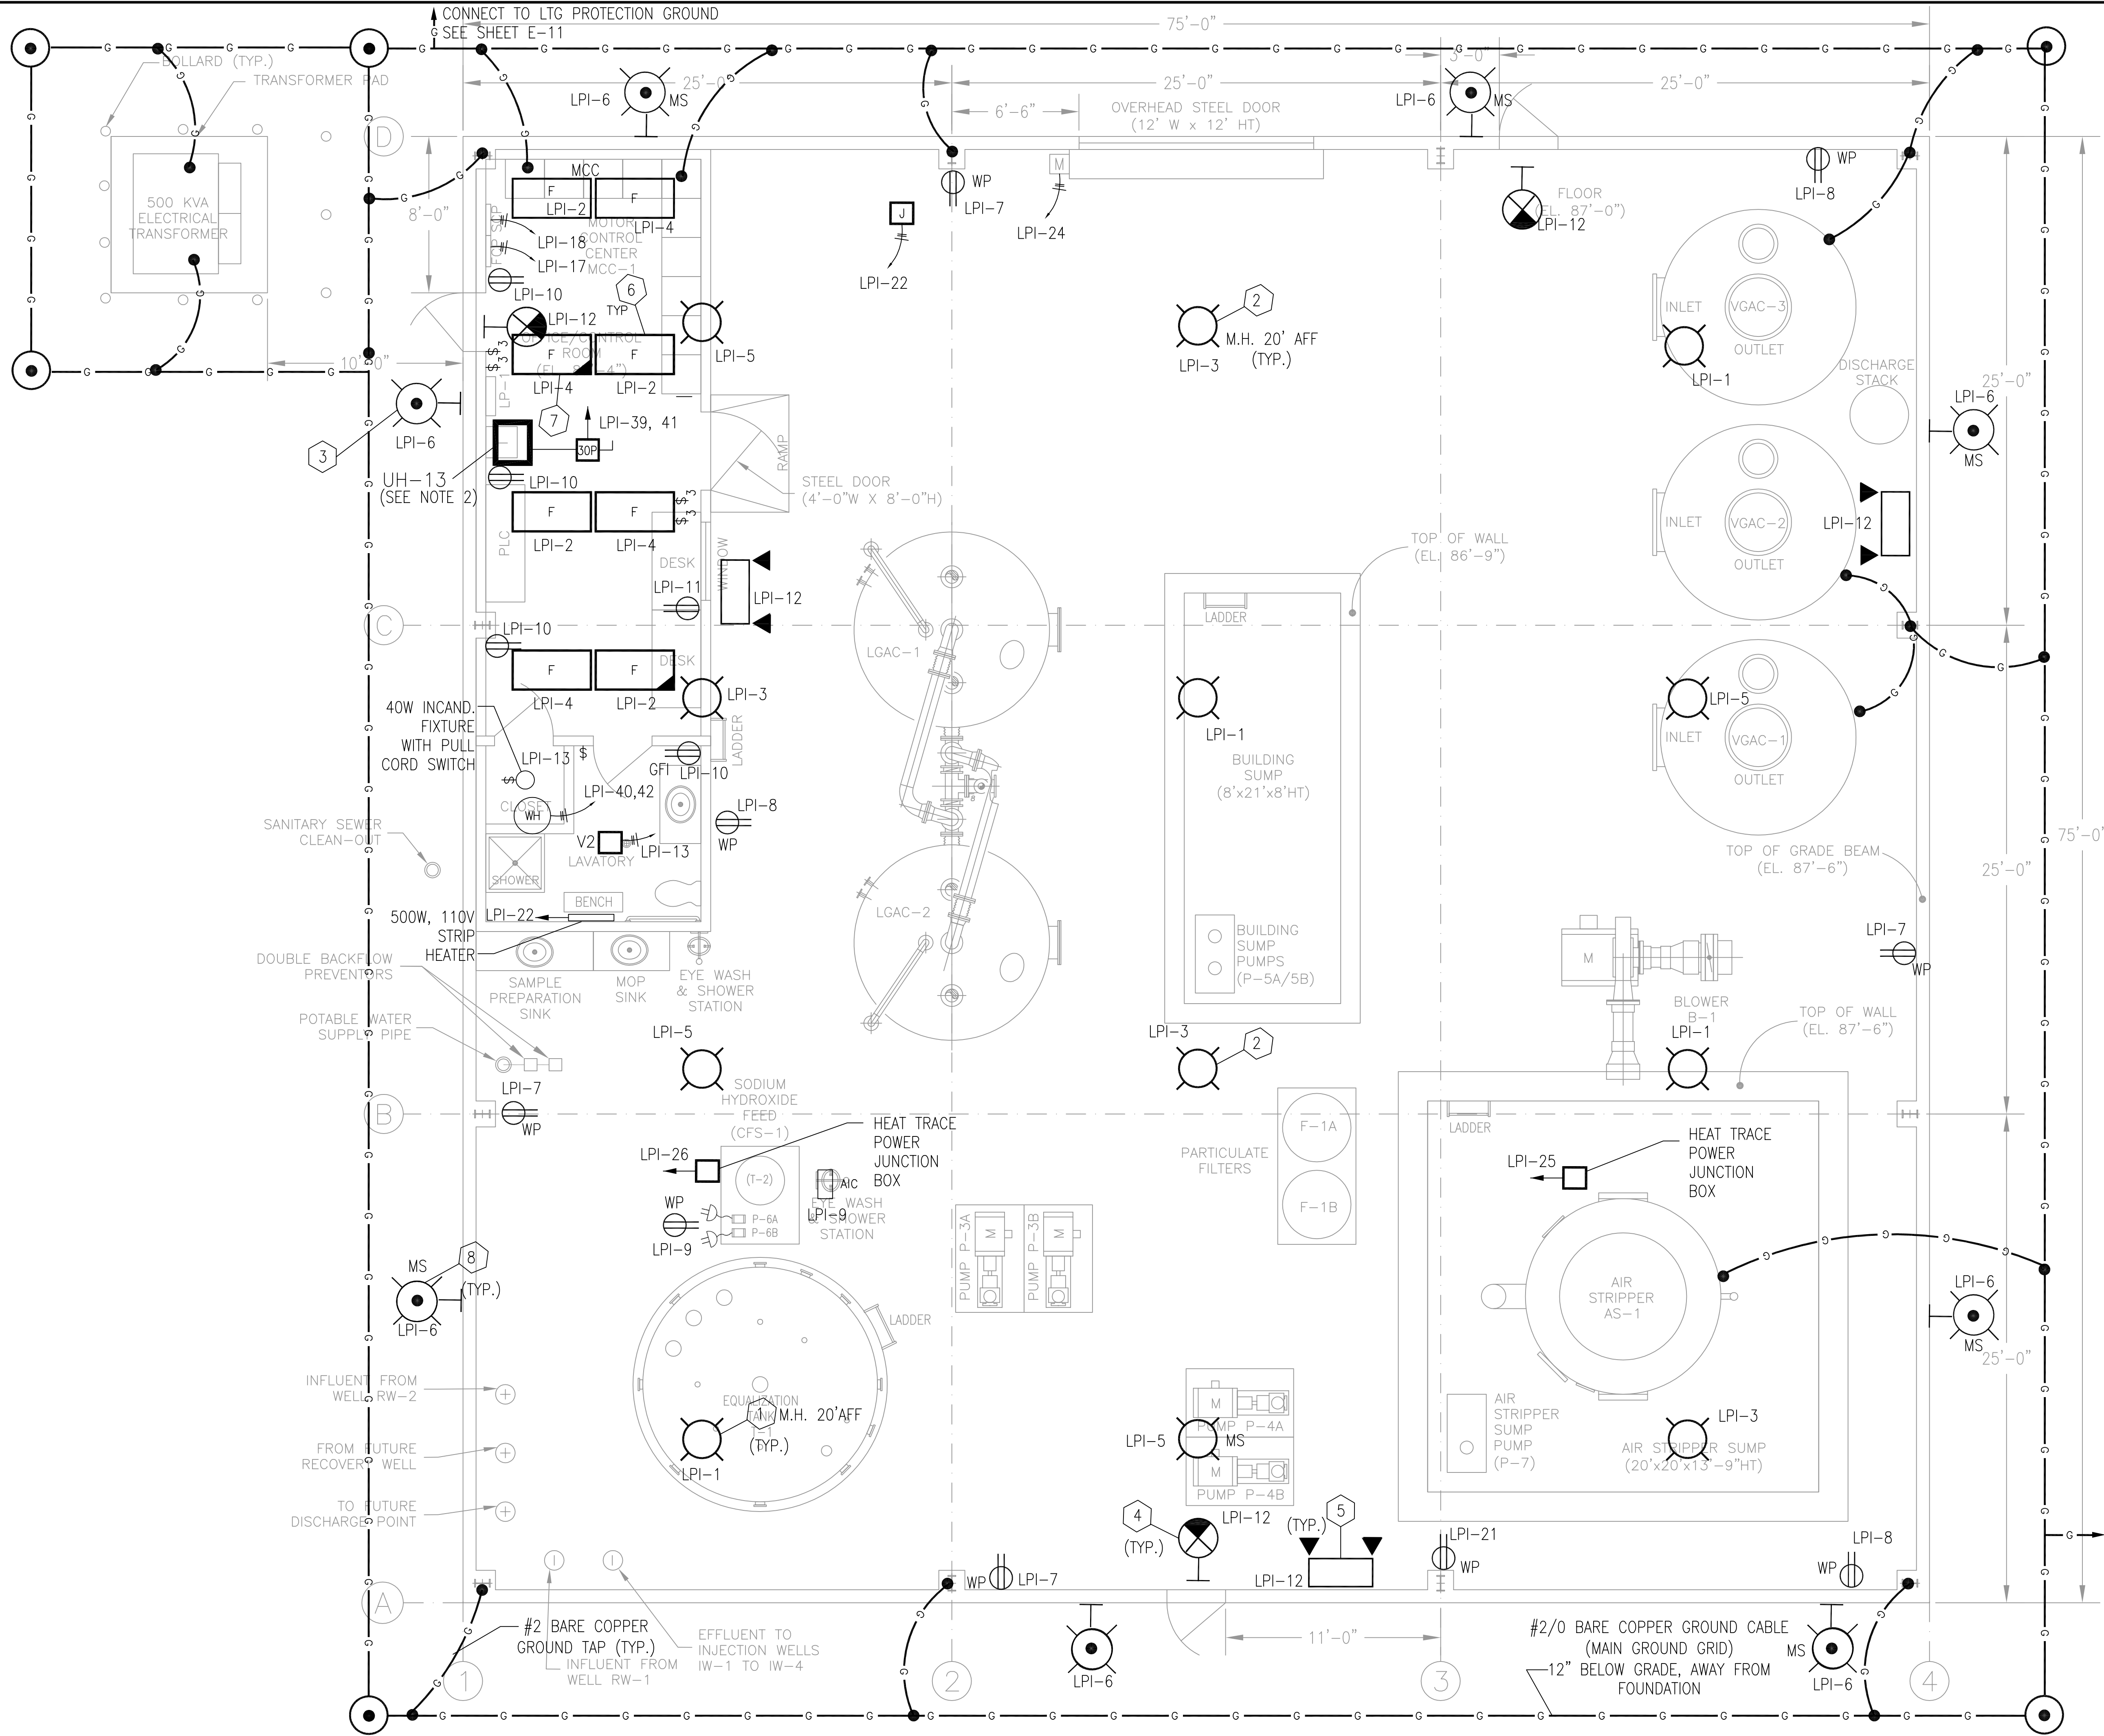 CONNECT TO LTG PROTECTION GROUND
SEE SHEET E-11
75'-0"
BOLLARD (TYP.)
TRANSFORMER PAD
25'-0"
25'-0"
3'-0"
25'-0"
LPI-6
MS
LPI-6
MS
6'-6"
OVERHEAD STEEL DOOR
(12' W x 12' HT)
D
500 KVA
ELECTRICAL
TRANSFORMER
8'-0"
10'-0"
MCC
F
F
LPI-2
LPI-4
FCP
SCP
LPI-18
LPI-17
MOTOR
CONTROL
CENTER
MCC-1
LPI-10
6
TYP
LPI-12
OFFICE/CONTROL
ROOM
F
F
LPI-4
LPI-2
LPI-5
WP
LPI-7
J
LPI-22
M
LPI-24
2
LPI-3
M.H. 20' AFF
(TYP.)
FLOOR
(EL. 87'-0")
LPI-12
WP
LPI-8
INLET
VGAC-3
OUTLET
LPI-1
DISCHARGE
STACK
25'-0"
LPI-6
MS
3
LPI-6
LP-1
7
LPI-39, 41
30P
UH-13
(SEE NOTE 2)
LPI-10
RAMP
STEEL DOOR
(4'-0"W X 8'-0"H)
PLC
F
F
LPI-2
LPI-4
$3
$3
DESK
WINDOW
LPI-11
LPI-12
INLET
VGAC-2
OUTLET
LPI-12
TOP OF WALL
(EL. 86'-9")
LADDER
C
LPI-10
F
F
DESK
LPI-4
LPI-2
LPI-3
LGAC-1
40W INCAND.
FIXTURE
WITH PULL
CORD SWITCH
LPI-13
$
$
GFI
LPI-10
LADDER
CLOSET
WH
LPI-40,42
LPI-8
WP
V2
LPI-13
LAVATORY
SHOWER
BENCH
SANITARY SEWER
CLEAN-OUT
LPI-1
BUILDING
SUMP
(8'x21'x8'HT)
LPI-5
INLET
VGAC-1
OUTLET
75'-0"
TOP OF GRADE BEAM
(EL. 87'-6")
25'-0"
500W, 110V
STRIP
HEATER
LPI-22
LGAC-2
DOUBLE BACKFLOW
PREVENTORS
SAMPLE
PREPARATION
SINK
MOP
SINK
EYE WASH
& SHOWER
STATION
BUILDING
SUMP
PUMPS
(P-5A/5B)
M
BLOWER
B-1
LPI-7
WP
POTABLE WATER
SUPPLY PIPE
LPI-5
LPI-3
2
LPI-1
TOP OF WALL
(EL. 87'-6")
LPI-7
WP
B
SODIUM
HYDROXIDE
FEED
(CFS-1)
HEAT TRACE
POWER
JUNCTION
BOX
LPI-26
(T-2)
AIC
P-6A
P-6B
WP
LPI-9
EYE WASH
& SHOWER
STATION
LPI-9
PARTICULATE
FILTERS
F-1A
F-1B
LADDER
LPI-25
HEAT TRACE
POWER
JUNCTION
BOX
PUMP P-3A
M
PUMP P-3B
M
MS
8
(TYP.)
LPI-6
LADDER
AIR
STRIPPER
AS-1
LPI-6
MS
25'-0"
INFLUENT FROM
WELL RW-2
FROM FUTURE
RECOVERY WELL
TO FUTURE
DISCHARGE POINT
EQUALIZATION
TANK
1
M.H. 20'AFF
(TYP.)
LPI-1
M
PUMP P-4A
LPI-5
MS
M
PUMP P-4B
AIR
STRIPPER
SUMP
PUMP
(P-7)
LPI-3
AIR STRIPPER SUMP
(20'x20'x13'-9"HT)
4
(TYP.)
LPI-12
(TYP.)
5
LPI-12
LPI-21
WP
LPI-8
WP
WP
LPI-7
A
#2 BARE COPPER
GROUND TAP (TYP.)
INFLUENT FROM
WELL RW-1
EFFLUENT TO
INJECTION WELLS
IW-1 TO IW-4
LPI-6
11'-0"
#2/0 BARE COPPER GROUND CABLE
(MAIN GROUND GRID)
12" BELOW GRADE, AWAY FROM
FOUNDATION
MS
LPI-6
1
2
3
4
G